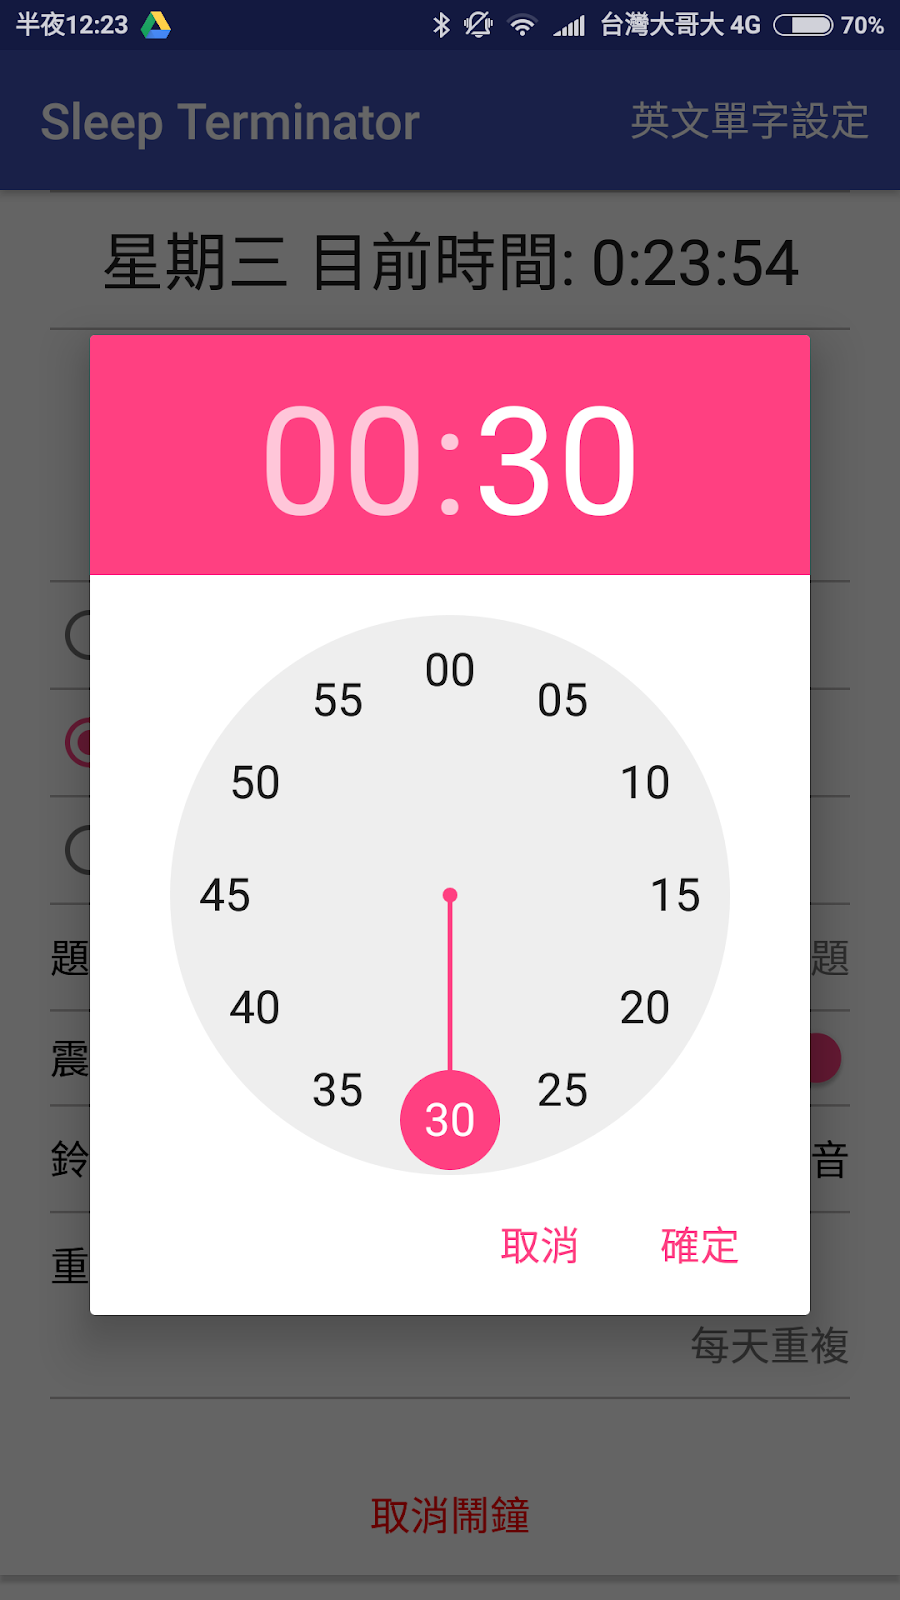 半夜12:23 台灣大哥大 4G 70%
Sleep Terminator 英文單字設定
星期三 目前時間: 0:23:54
00:30
00
55 05
50 10
45 15
40 20
35 25
30
題 題
震
鈴 音
重
取消 確定
每天重複
取消鬧鐘